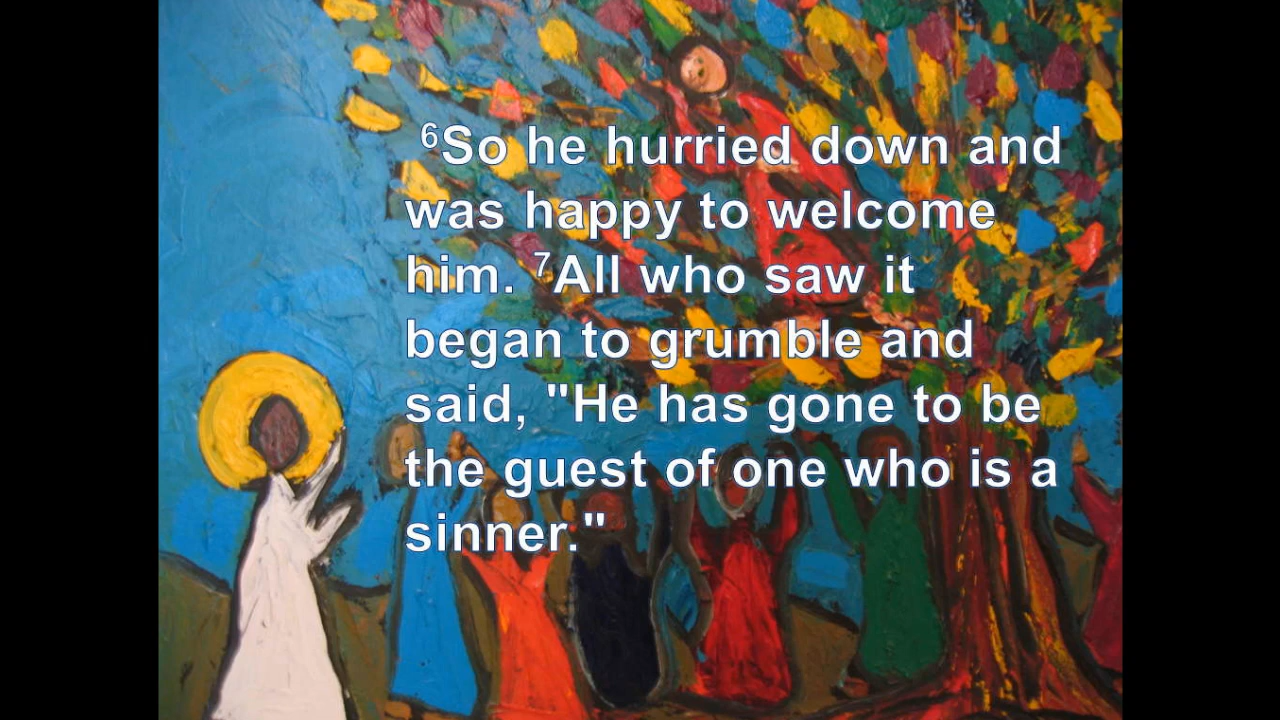 ⁶So he hurried down and
was happy to welcome
him. ⁷All who saw it
began to grumble and
said, "He has gone to be
the guest of one who is a
sinner."